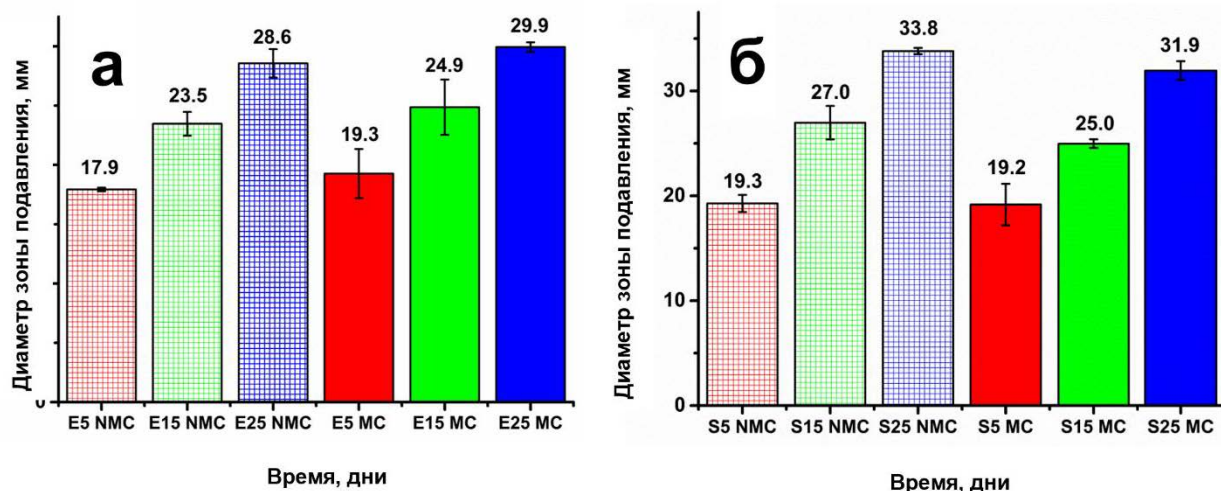 а
Диаметр зоны подавления, мм
17.9
23.5
28.6
19.3
24.9
29.9
E5 NMC E15 NMC E25 NMC E5 MC E15 MC E25 MC
Время, дни
б
Диаметр зоны подавления, мм
30
20
10
0
19.3
27.0
33.8
19.2
25.0
31.9
S5 NMC S15 NMC S25 NMC S5 MC S15 MC S25 MC
Время, дни